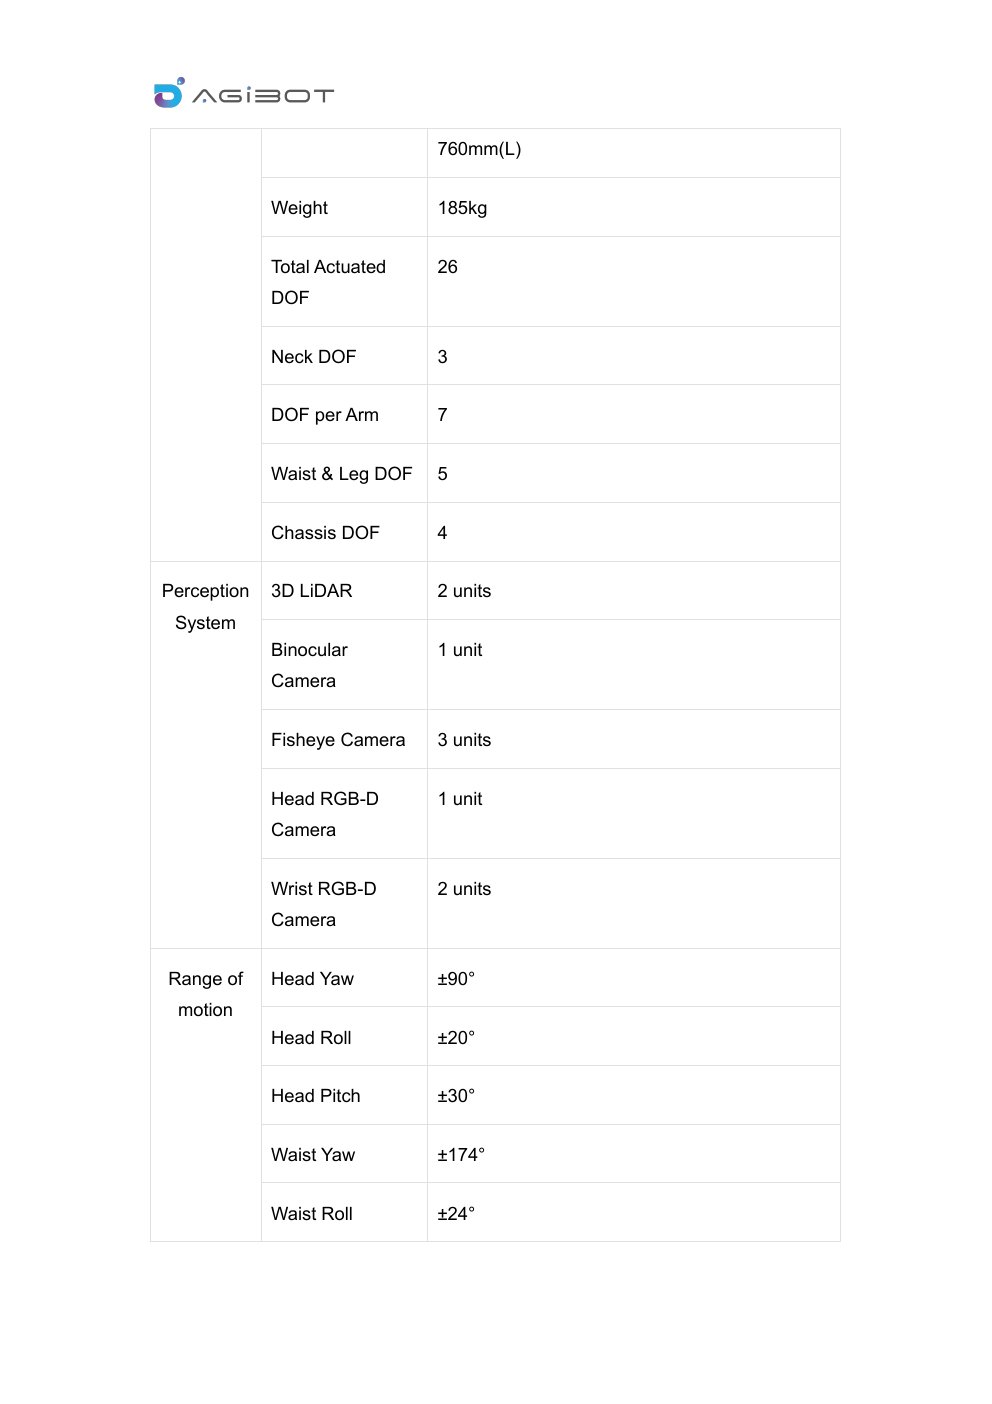 AGIBOT
760mm(L)
Weight 185kg
Total Actuated 26
DOF
Neck DOF 3
DOF per Arm 7
Waist & Leg DOF 5
Chassis DOF 4
Perception 3D LiDAR 2 units
System
Binocular 1 unit
Camera
Fisheye Camera 3 units
Head RGB-D 1 unit
Camera
Wrist RGB-D 2 units
Camera
Range of Head Yaw ±90°
motion
Head Roll ±20°
Head Pitch ±30°
Waist Yaw ±174°
Waist Roll ±24°